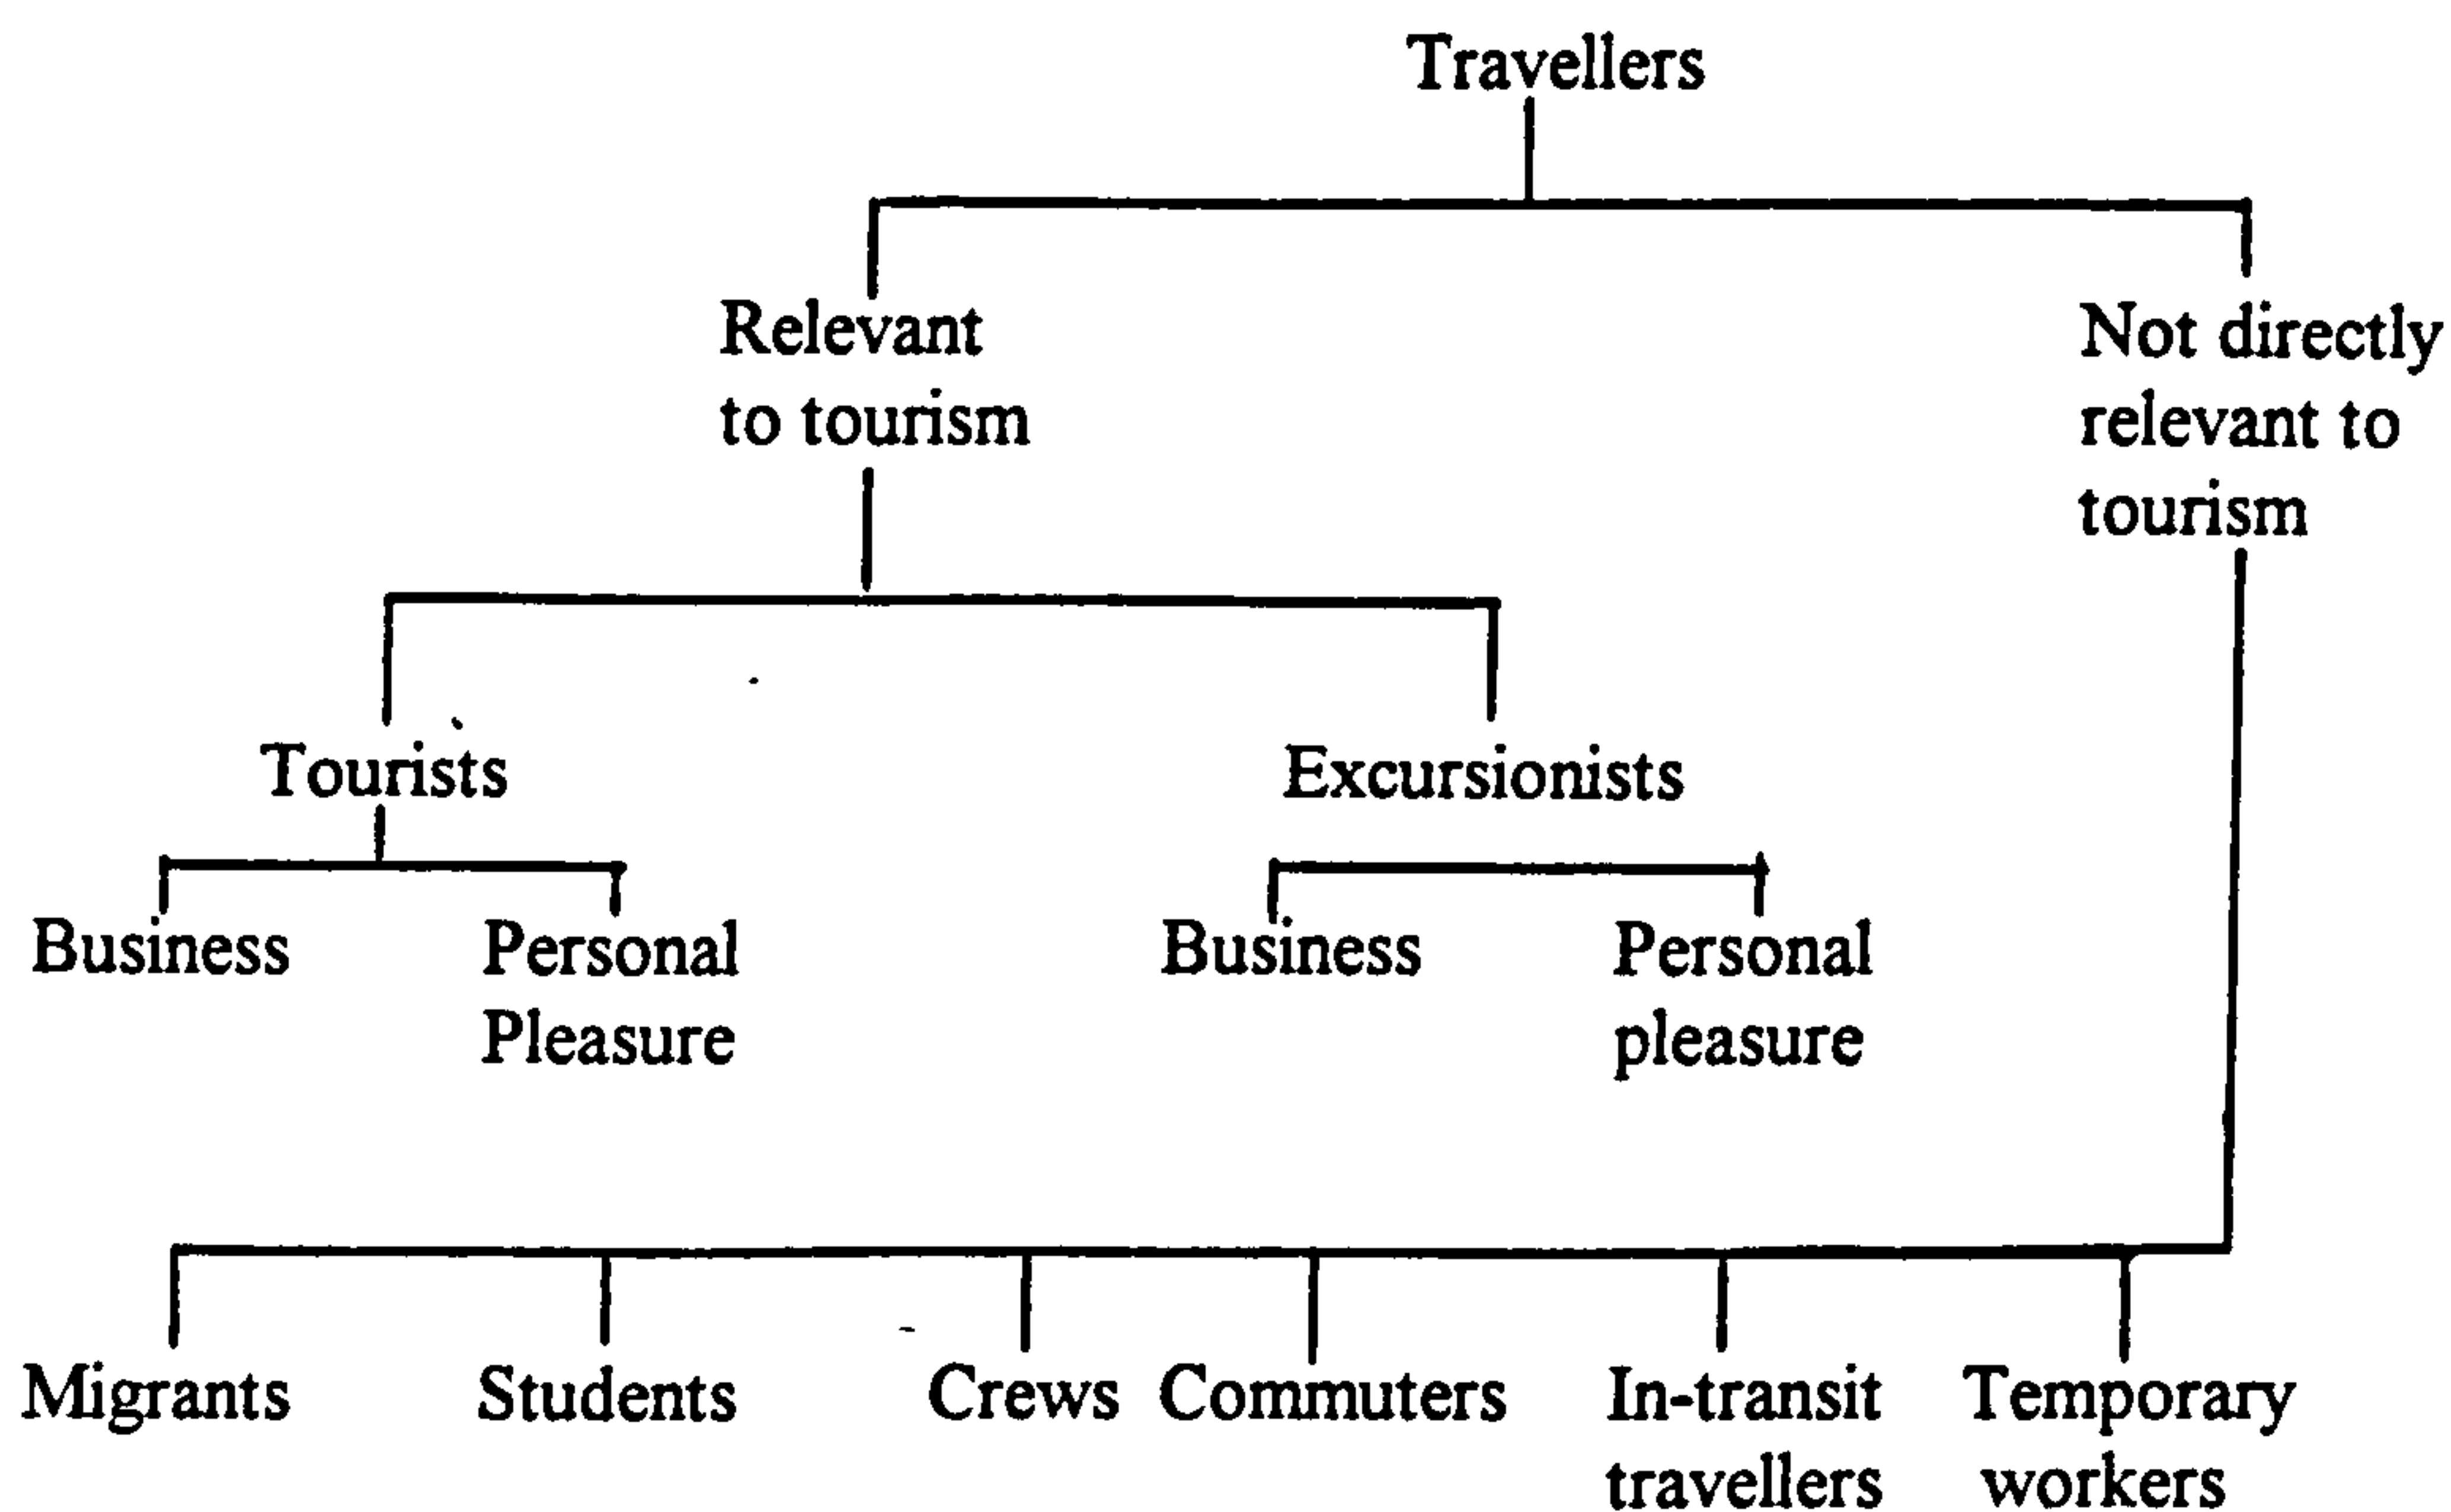 Travellers
Relevant
to tourism
Not directly
relevant to
tourism
Tourists
Excursionists
Business
Personal
Pleasure
Business
Personal
pleasure
Migrants
Students
Crews
Commuters
In-transit
travellers
Temporary
workers